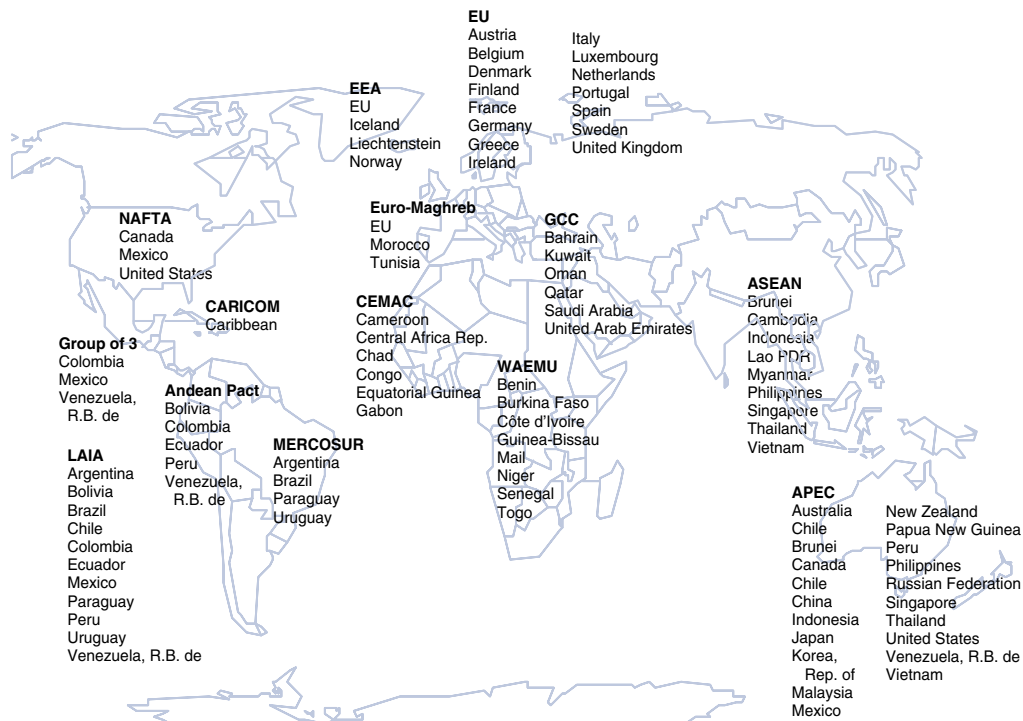 EU
Austria
Belgium
Denmark
Finland
France
Germany
Greece
Ireland
Italy
Luxembourg
Netherlands
Portugal
Spain
Sweden
United Kingdom
EEA
EU
Iceland
Liechtenstein
Norway
NAFTA
Canada
Mexico
United States
Euro-Maghreb
EU
Morocco
Tunisia
GCC
Bahrain
Kuwait
Oman
Qatar
Saudi Arabia
United Arab Emirates
CARICOM
Caribbean
CEMAC
Cameroon
Central Africa Rep.
Chad
Congo
Equatorial Guinea
Gabon
ASEAN
Brunei
Cambodia
Indonesia
Lao PDR
Myanmar
Philippines
Singapore
Thailand
Vietnam
Group of 3
Colombia
Mexico
Venezuela,
R.B. de
Andean Pact
Bolivia
Colombia
Ecuador
Peru
Venezuela,
R.B. de
WAEMU
Benin
Burkina Faso
Côte d'Ivoire
Guinea-Bissau
Mail
Niger
Senegal
Togo
MERCOSUR
Argentina
Brazil
Paraguay
Uruguay
LAIA
Argentina
Bolivia
Brazil
Chile
Colombia
Ecuador
Mexico
Paraguay
Peru
Uruguay
Venezuela, R.B. de
APEC
Australia
Chile
Brunei
Canada
Chile
China
Indonesia
Japan
Korea,
Rep. of
Malaysia
Mexico
New Zealand
Papua New Guinea
Peru
Philippines
Russian Federation
Singapore
Thailand
United States
Venezuela, R.B. de
Vietnam